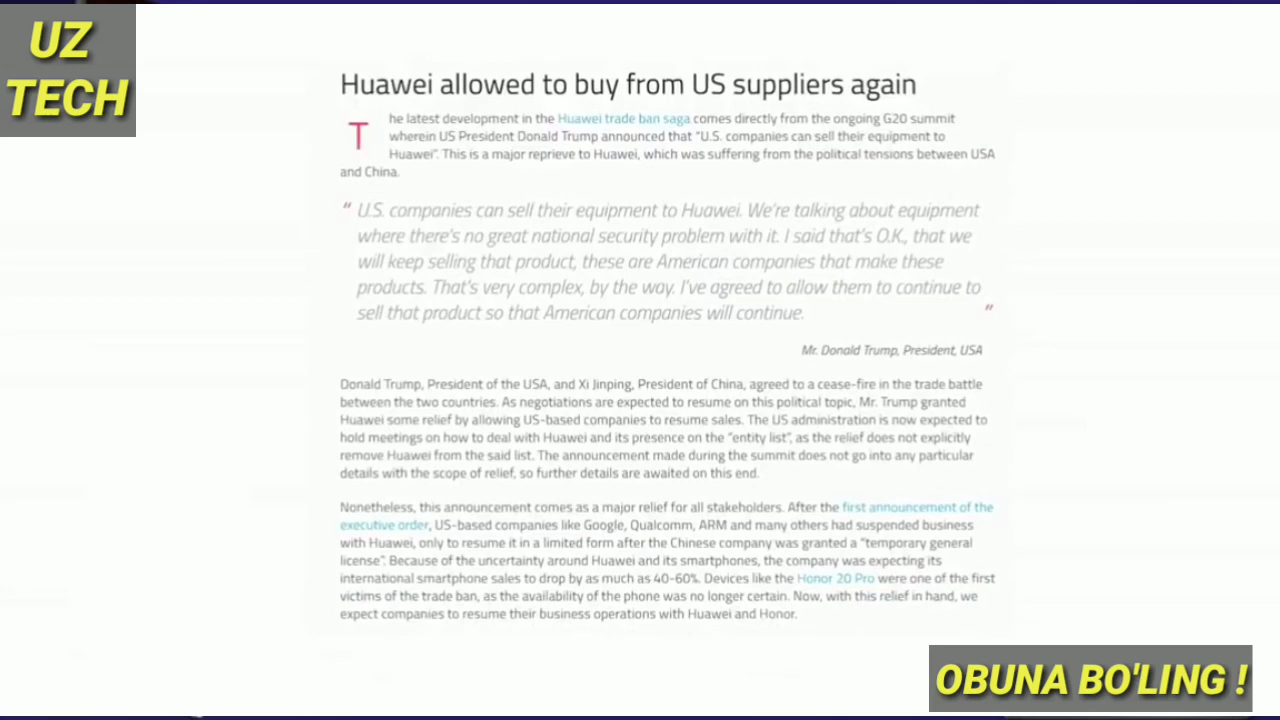 UZ
TECH
Huawei allowed to buy from US suppliers again
The latest development in the Huawei trade ban saga comes directly from the ongoing G20 summit
wherein US President Donald Trump announced that “U.S. companies can sell their equipment to
Huawei”. This is a major reprieve to Huawei, which was suffering from the political tensions between USA
and China.
“ U.S. companies can sell their equipment to Huawei. We’re talking about equipment
where there’s no great national security problem with it. I said that’s O.K., that we
will keep selling that product, these are American companies that make these
products. That’s very complex, by the way. I’ve agreed to allow them to continue to
sell that product so that American companies will continue. ”
Mr. Donald Trump, President, USA
Donald Trump, President of the USA, and Xi Jinping, President of China, agreed to a cease-fire in the trade battle
between the two countries. As negotiations are expected to resume on this political topic, Mr. Trump granted
Huawei some relief by allowing US-based companies to resume sales. The US administration is now expected to
hold meetings on how to deal with Huawei and its presence on the “entity list”, as the relief does not explicitly
remove Huawei from the said list. The announcement made during the summit does not go into any particular
details with the scope of relief, so further details are awaited on this end.
Nonetheless, this announcement comes as a major relief for all stakeholders. After the first announcement of the
executive order, US-based companies like Google, Qualcomm, ARM and many others had suspended business
with Huawei, only to resume it in a limited form after the Chinese company was granted a “temporary general
license”. Because of the uncertainty around Huawei and its smartphones, the company was expecting its
international smartphone sales to drop by as much as 40-60%. Devices like the Honor 20 Pro were one of the first
victims of the trade ban, as the availability of the phone was no longer certain. Now, with this relief in hand, we
expect companies to resume their business operations with Huawei and Honor.
OBUNA BO'LING !